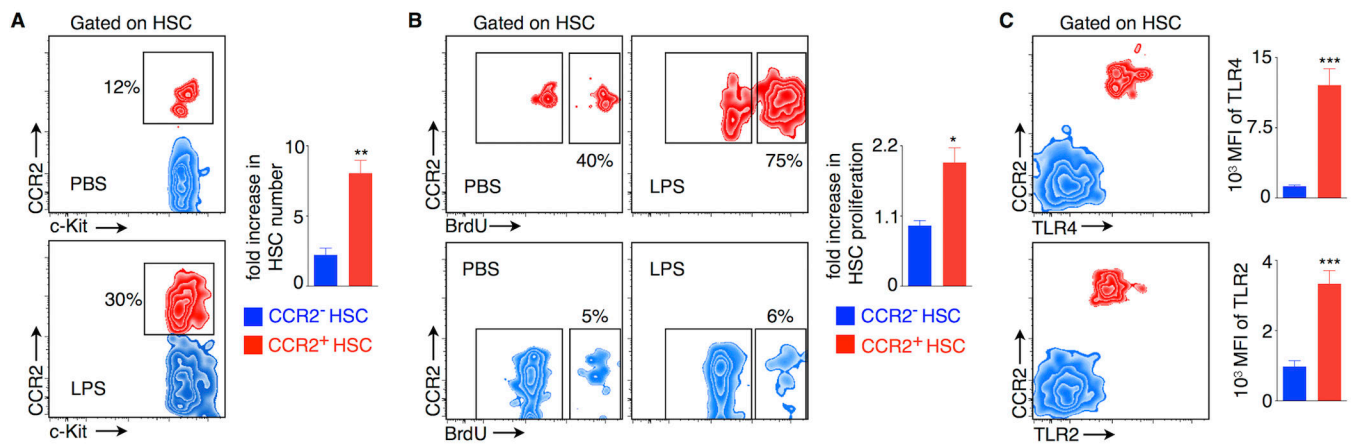 A
Gated on HSC
CCR2
12%
PBS
c-Kit
CCR2
30%
LPS
c-Kit
fold increase in
HSC number
10
5
0
**
CCR2⁻ HSC
CCR2⁺ HSC
B
Gated on HSC
CCR2
PBS
40%
LPS
75%
BrdU
CCR2
PBS
5%
LPS
6%
BrdU
fold increase in
HSC proliferation
2.2
1.1
0
*
CCR2⁻ HSC
CCR2⁺ HSC
C
Gated on HSC
CCR2
TLR4
10³ MFI of TLR4
15
7.5
0
***
CCR2
TLR2
10³ MFI of TLR2
4
2
0
***